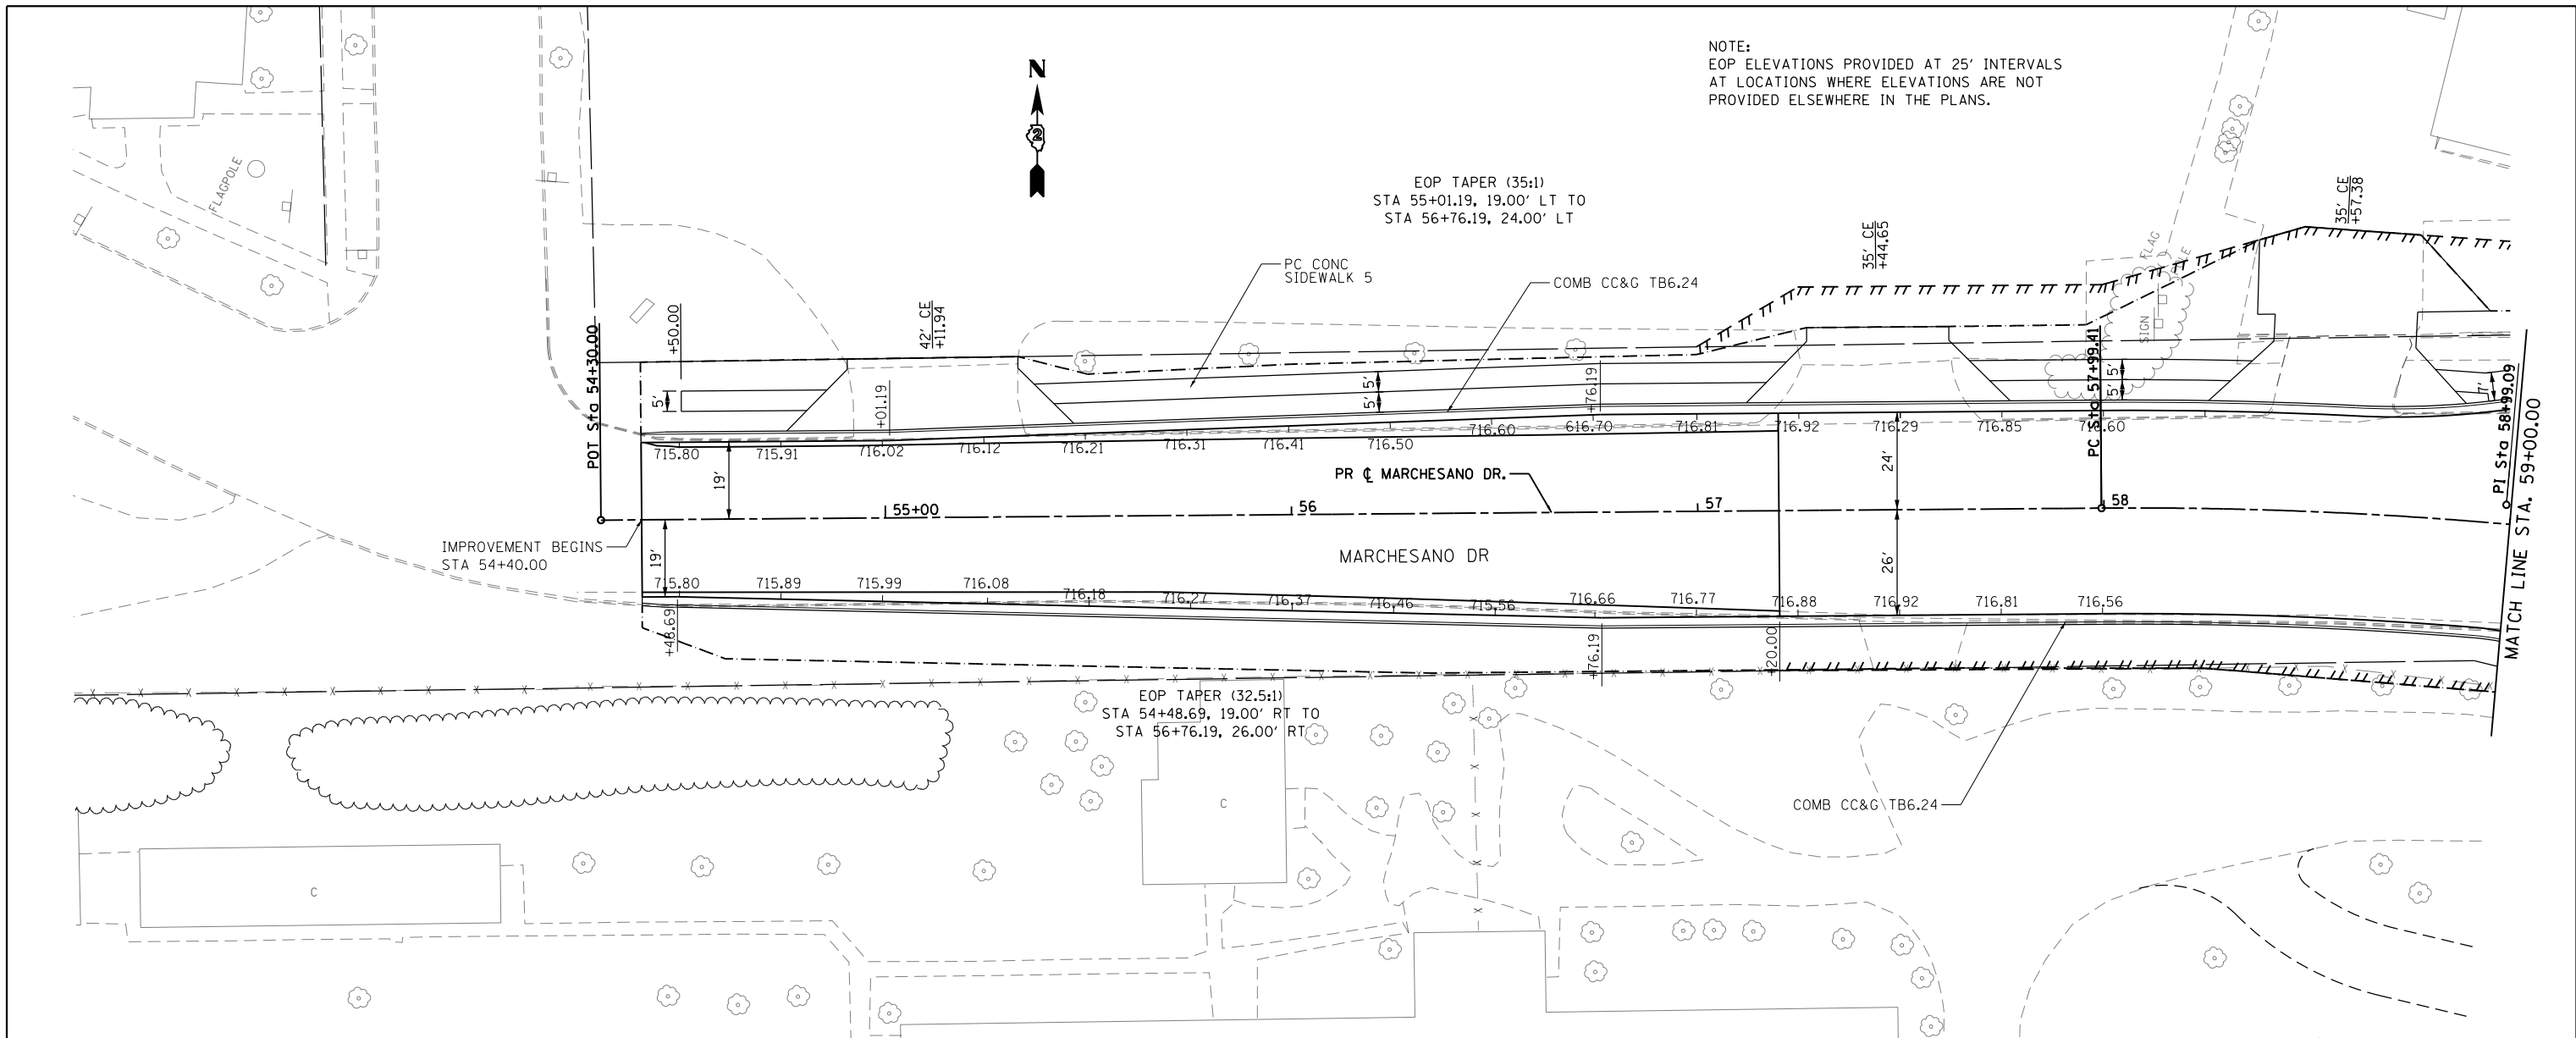 NOTE:
EOP ELEVATIONS PROVIDED AT 25' INTERVALS
AT LOCATIONS WHERE ELEVATIONS ARE NOT
PROVIDED ELSEWHERE IN THE PLANS.
N
2
FLAGPOLE
EOP TAPER (35:1)
STA 55+01.19, 19.00' LT TO
STA 56+76.19, 24.00' LT
PC CONC
SIDEWALK 5
COMB CC&G TB6.24
35' CE
+44.65
35' CE
+57.38
FLAG
POLE
SIGN
42' CE
+11.94
+50.00
POT Sta 54+30.00
5'
+01.19
5'
5'
+76.19
5'
5'
PC Sta 57+99.41
7'
PI Sta 58+99.09
MATCH LINE STA. 59+00.00
715.80
715.91
716.02
716.12
716.21
716.31
716.41
716.50
716.60
616.70
716.81
716.92
716.29
716.85
716.60
19'
24'
PR ℄ MARCHESANO DR.
55+00
56
57
58
IMPROVEMENT BEGINS
STA 54+40.00
19'
MARCHESANO DR
26'
715.80
715.89
715.99
716.08
716.18
716.27
716.37
716.46
715.56
716.66
716.77
716.88
716.92
716.81
716.56
+48.69
+76.19
+20.00
EOP TAPER (32.5:1)
STA 54+48.69, 19.00' RT TO
STA 56+76.19, 26.00' RT
COMB CC&G TB6.24
C
C